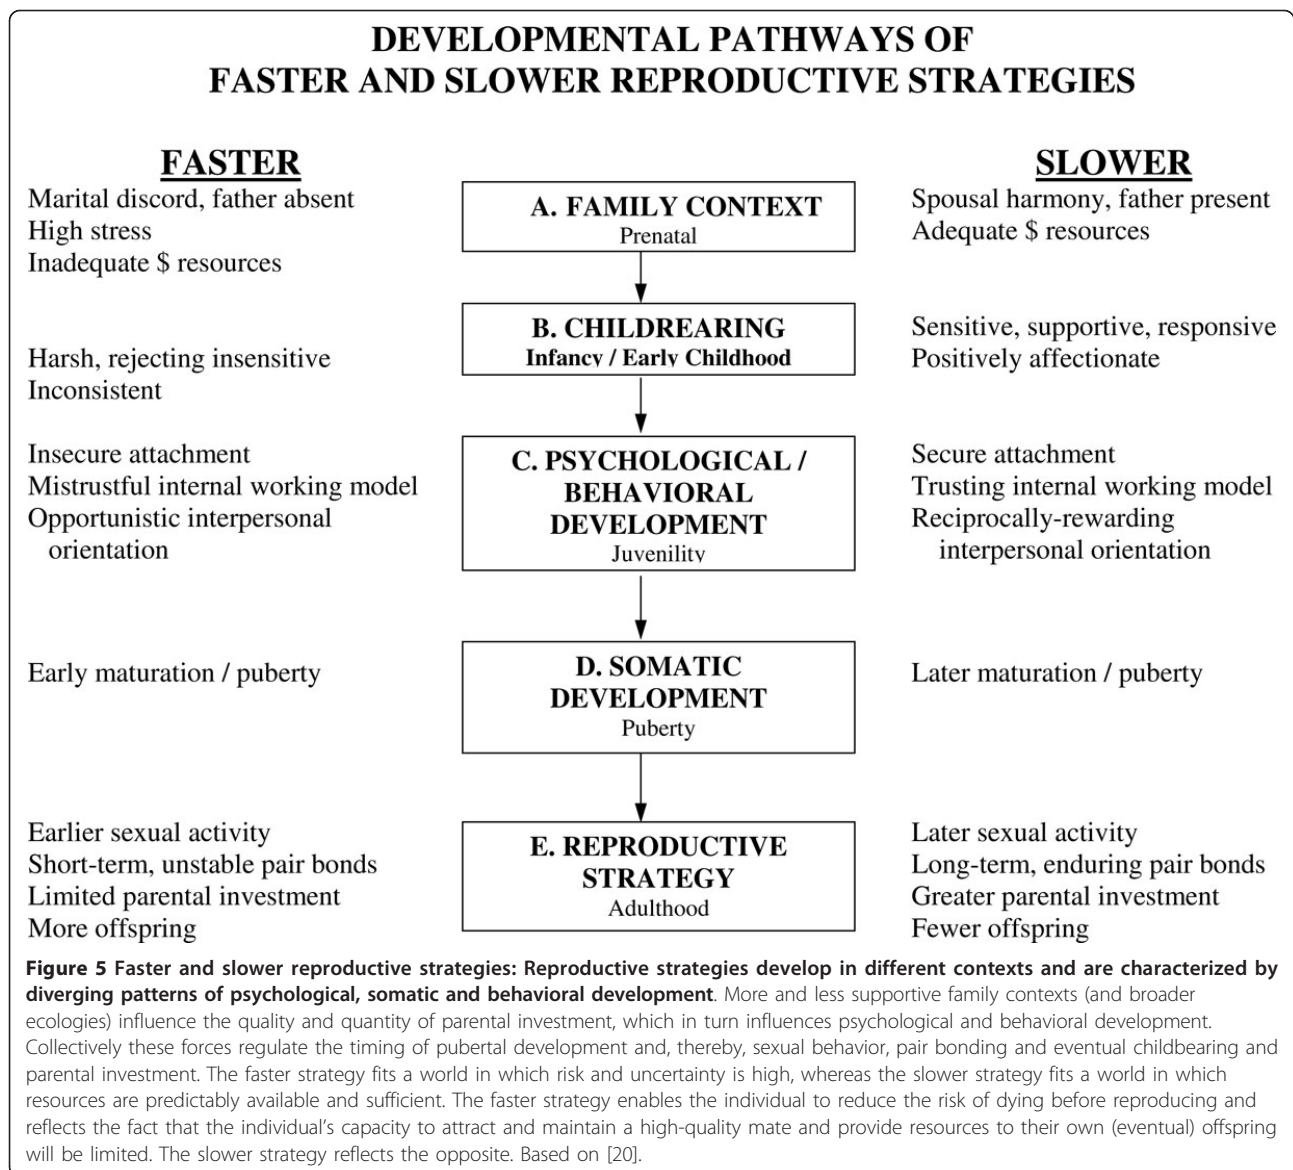 DEVELOPMENTAL PATHWAYS OF
FASTER AND SLOWER REPRODUCTIVE STRATEGIES
FASTER
Marital discord, father absent
High stress
Inadequate $ resources
A. FAMILY CONTEXT
Prenatal
SLOWER
Spousal harmony, father present
Adequate $ resources
Harsh, rejecting insensitive
Inconsistent
B. CHILDREARING
Infancy / Early Childhood
Sensitive, supportive, responsive
Positively affectionate
Insecure attachment
Mistrustful internal working model
Opportunistic interpersonal
orientation
C. PSYCHOLOGICAL /
BEHAVIORAL
DEVELOPMENT
Juvenility
Secure attachment
Trusting internal working model
Reciprocally-rewarding
interpersonal orientation
Early maturation / puberty
D. SOMATIC
DEVELOPMENT
Puberty
Later maturation / puberty
Earlier sexual activity
Short-term, unstable pair bonds
Limited parental investment
More offspring
E. REPRODUCTIVE
STRATEGY
Adulthood
Later sexual activity
Long-term, enduring pair bonds
Greater parental investment
Fewer offspring
Figure 5 Faster and slower reproductive strategies: Reproductive strategies develop in different contexts and are characterized by
diverging patterns of psychological, somatic and behavioral development. More and less supportive family contexts (and broader
ecologies) influence the quality and quantity of parental investment, which in turn influences psychological and behavioral development.
Collectively these forces regulate the timing of pubertal development and, thereby, sexual behavior, pair bonding and eventual childbearing and
parental investment. The faster strategy fits a world in which risk and uncertainty is high, whereas the slower strategy fits a world in which
resources are predictably available and sufficient. The faster strategy enables the individual to reduce the risk of dying before reproducing and
reflects the fact that the individual's capacity to attract and maintain a high-quality mate and provide resources to their own (eventual) offspring
will be limited. The slower strategy reflects the opposite. Based on [20].